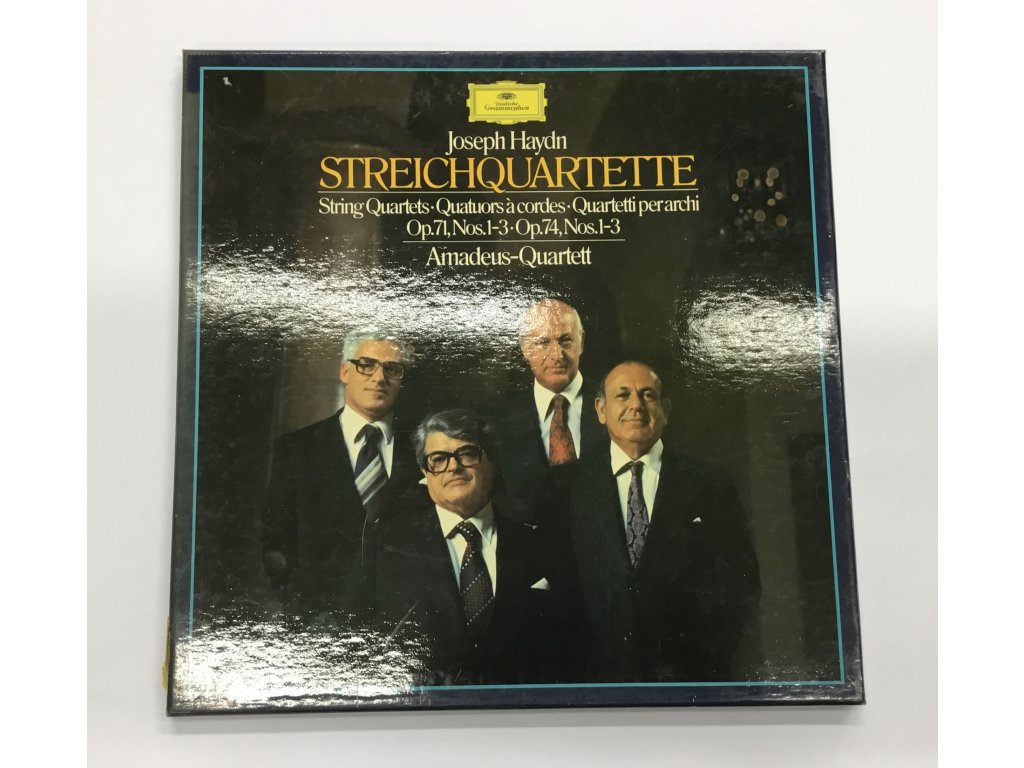 Deutsche
Grammophon
Joseph Haydn
STREICHQUARTETTE
String Quartets·Quatuors à cordes·Quartetti per archi
Op.71, Nos.1-3·Op.74, Nos.1-3
Amadeus-Quartett